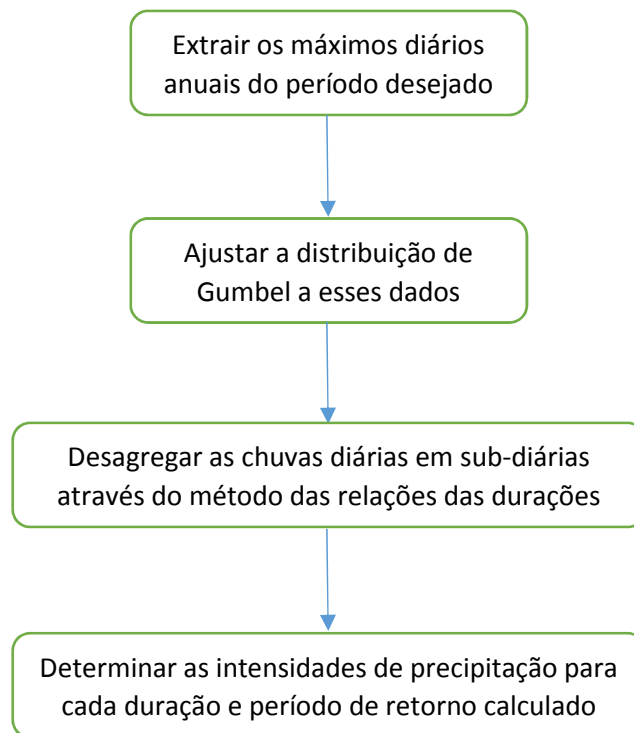 Extrair os máximos diários
anuais do período desejado
Ajustar a distribuição de
Gumbel a esses dados
Desagregar as chuvas diárias em sub-diárias
através do método das relações das durações
Determinar as intensidades de precipitação para
cada duração e período de retorno calculado